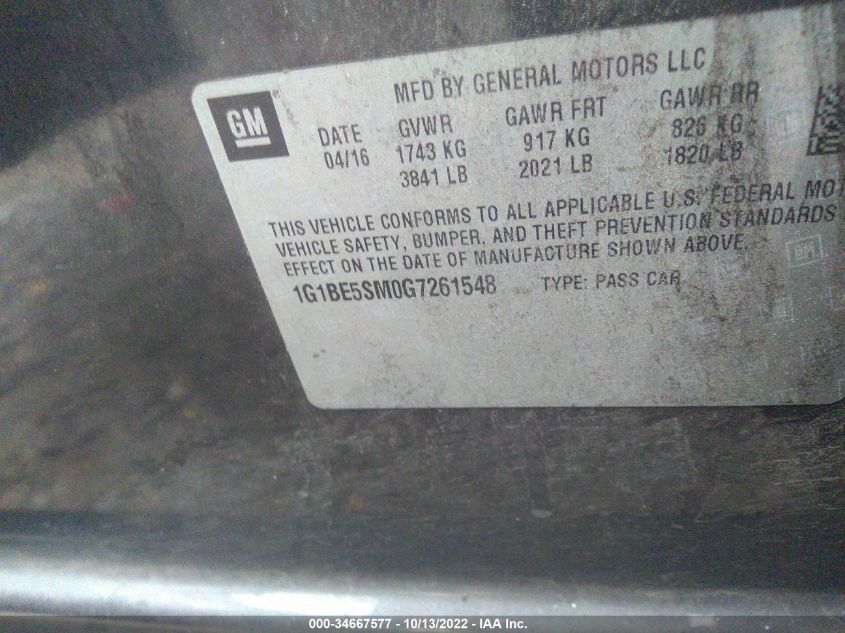 MFD BY GENERAL MOTORS LLC
GM
DATE GVWR GAWR FRT GAWR RR
04/16 1743 KG 917 KG 826 KG
3841 LB 2021 LB 1820 LB
THIS VEHICLE CONFORMS TO ALL APPLICABLE U.S. FEDERAL MOT
VEHICLE SAFETY, BUMPER, AND THEFT PREVENTION STANDARDS
EFFECT ON THE DATE OF MANUFACTURE SHOWN ABOVE.
1G1BE5SM0G7261548 TYPE: PASS CAR
000-34667577 - 10/13/2022 - IAA Inc.